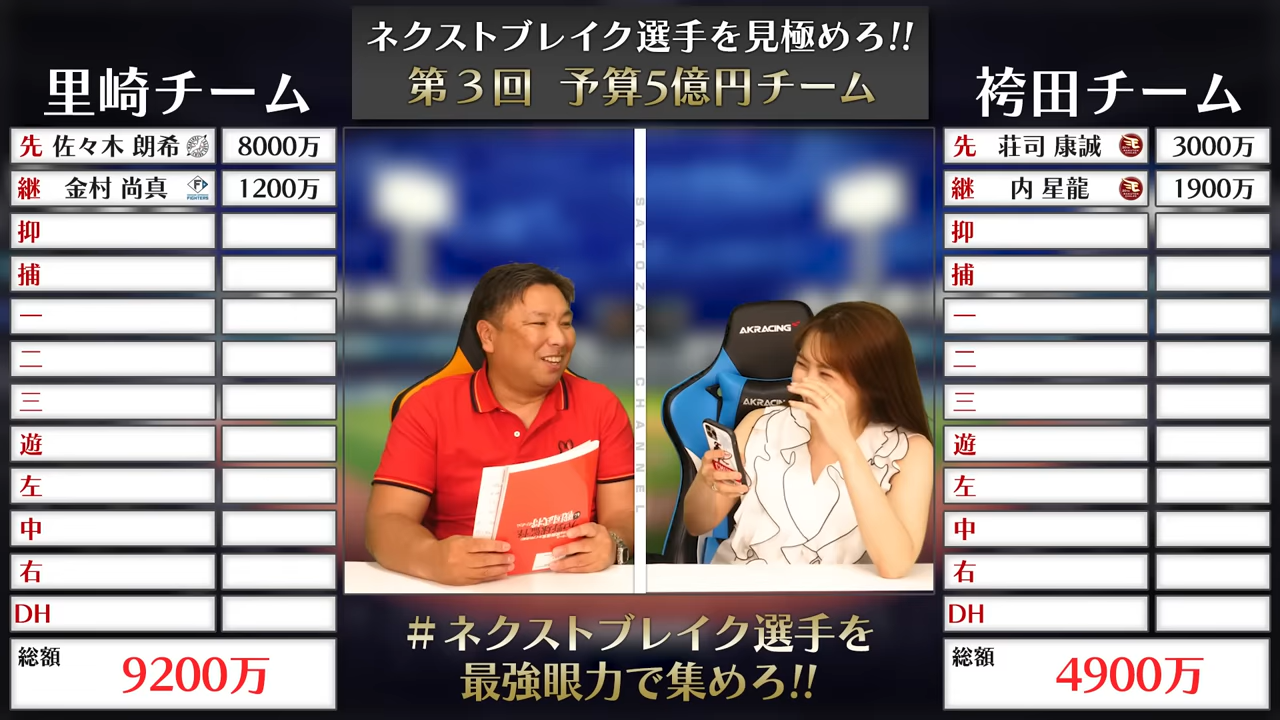 ネクストブレイク選手を見極めろ!!
第３回 予算5億円チーム
里崎チーム
先 佐々木 朗希 8000万
継 金村 尚真 F FIGHTERS 1200万
抑
捕
一
二
三
遊
左
中
右
DH
総額 9200万
SATOZAKI CHANNEL
AKRACING
AKRACING
袴田チーム
先 荘司 康誠 E 3000万
継 内 星龍 E 1900万
抑
捕
一
二
三
遊
左
中
右
DH
総額 4900万
＃ネクストブレイク選手を
最強眼力で集めろ!!